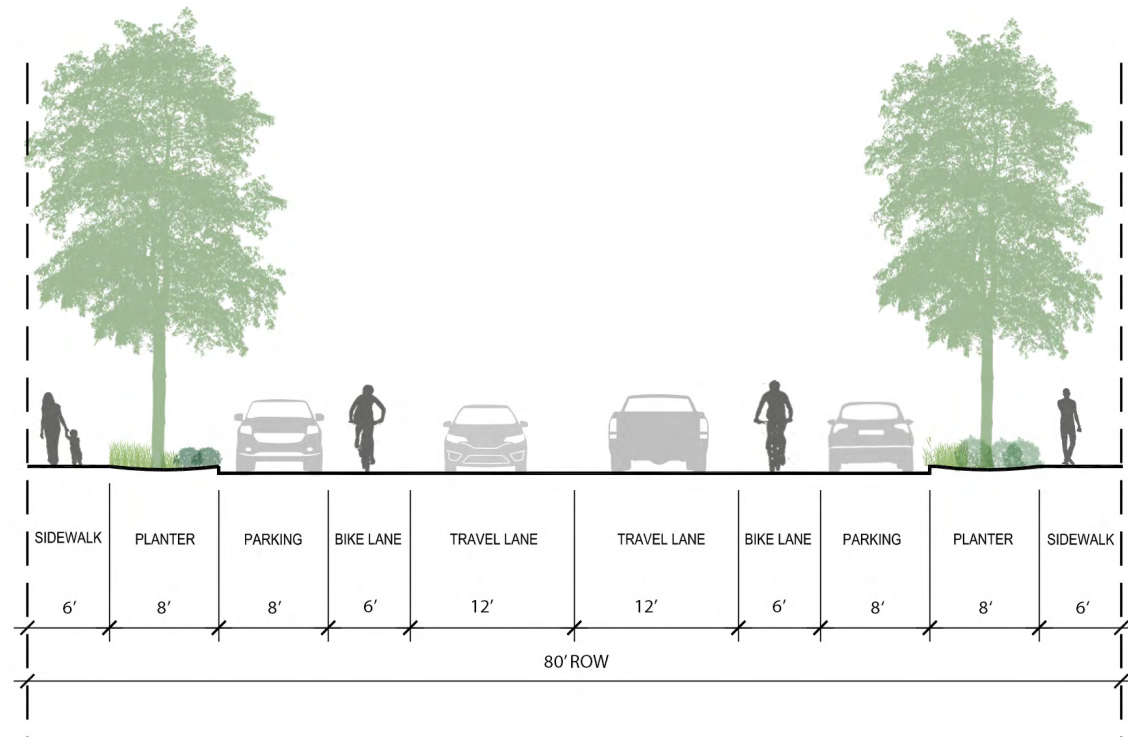 SIDEWALK PLANTER PARKING BIKE LANE TRAVEL LANE TRAVEL LANE BIKE LANE PARKING PLANTER SIDEWALK
6' 8' 8' 6' 12' 12' 6' 8' 8' 6'
80' ROW